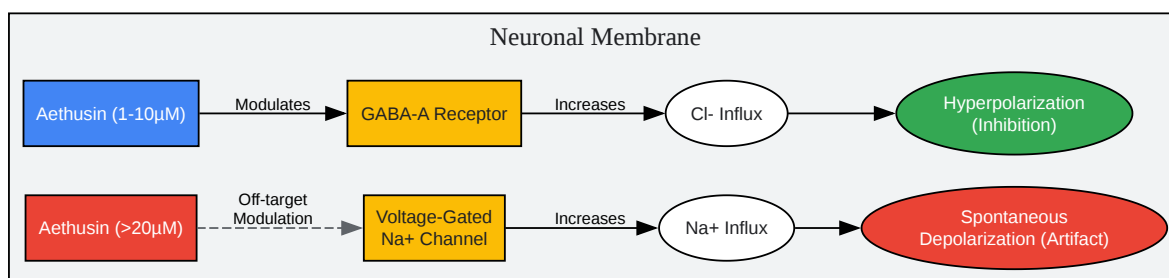 Neuronal Membrane
Aethusin (1-10µM)
Modulates
GABA-A Receptor
Increases
Cl- Influx
Hyperpolarization
(Inhibition)
Aethusin (>20µM)
Off-target
Modulation
Voltage-Gated
Na+ Channel
Increases
Na+ Influx
Spontaneous
Depolarization (Artifact)